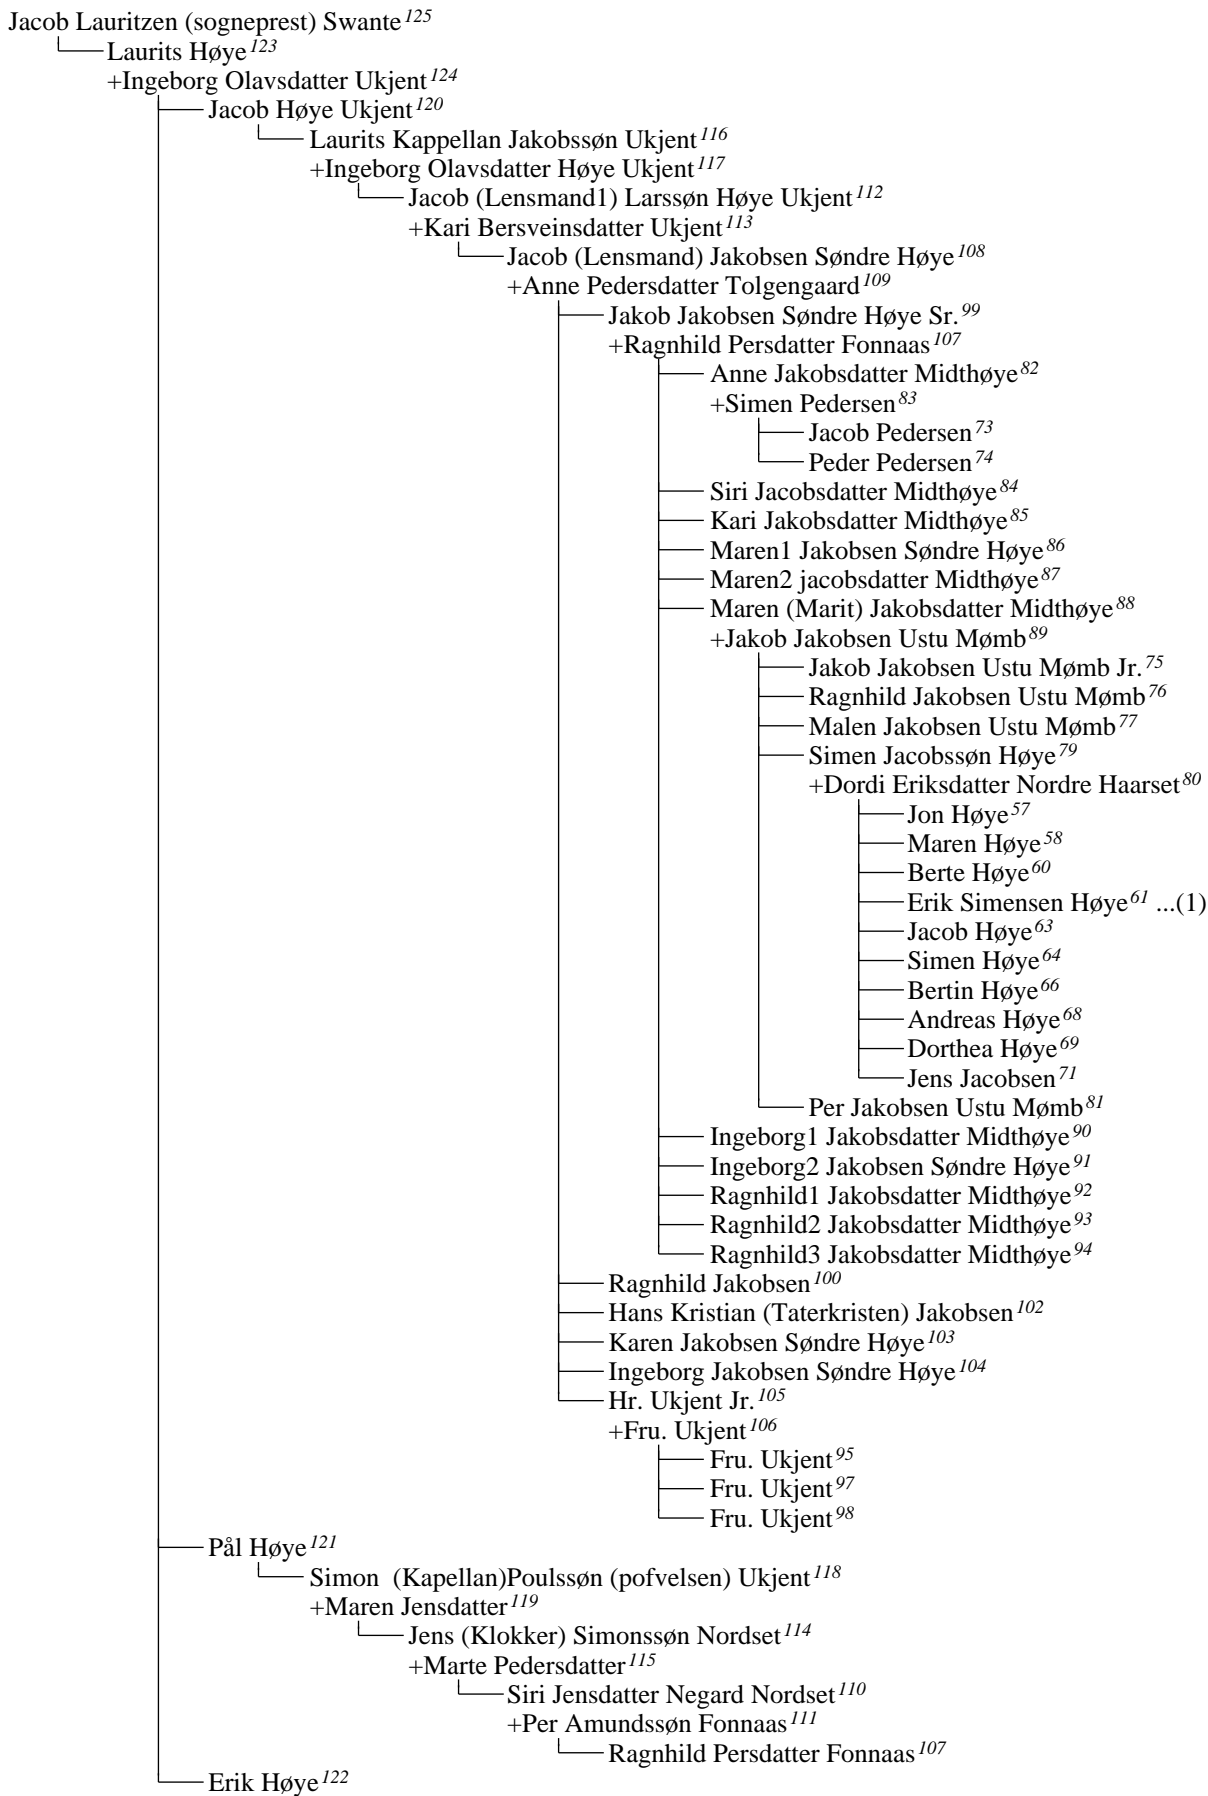 Jacob Lauritzen (sogneprest) Swante125
Laurits Høye123
+Ingeborg Olavsdatter Ukjent124
Jacob Høye Ukjent120
Laurits Kappellan Jakobssøn Ukjent116
+Ingeborg Olavsdatter Høye Ukjent117
Jacob (Lensmand1) Larssøn Høye Ukjent112
+Kari Bersveinsdatter Ukjent113
Jacob (Lensmand) Jakobsen Søndre Høye108
+Anne Pedersdatter Tolgengaard109
Jakob Jakobsen Søndre Høye Sr.99
+Ragnhild Persdatter Fonnaas107
Anne Jakobsdatter Midthøye82
+Simen Pedersen83
Jacob Pedersen73
Peder Pedersen74
Siri Jacobsdatter Midthøye84
Kari Jakobsdatter Midthøye85
Maren1 Jakobsen Søndre Høye86
Maren2 jacobsdatter Midthøye87
Maren (Marit) Jakobsdatter Midthøye88
+Jakob Jakobsen Ustu Mømb89
Jakob Jakobsen Ustu Mømb Jr.75
Ragnhild Jakobsen Ustu Mømb76
Malen Jakobsen Ustu Mømb77
Simen Jacobssøn Høye79
+Dordi Eriksdatter Nordre Haarset80
Jon Høye57
Maren Høye58
Berte Høye60
Erik Simensen Høye61 ...(1)
Jacob Høye63
Simen Høye64
Bertin Høye66
Andreas Høye68
Dorthea Høye69
Jens Jacobsen71
Per Jakobsen Ustu Mømb81
Ingeborg1 Jakobsdatter Midthøye90
Ingeborg2 Jakobsen Søndre Høye91
Ragnhild1 Jakobsdatter Midthøye92
Ragnhild2 Jakobsdatter Midthøye93
Ragnhild3 Jakobsdatter Midthøye94
Ragnhild Jakobsen100
Hans Kristian (Taterkristen) Jakobsen102
Karen Jakobsen Søndre Høye103
Ingeborg Jakobsen Søndre Høye104
Hr. Ukjent Jr.105
+Fru. Ukjent106
Fru. Ukjent95
Fru. Ukjent97
Fru. Ukjent98
Pål Høye121
Simon  (Kapellan)Poulssøn (pofvelsen) Ukjent118
+Maren Jensdatter119
Jens (Klokker) Simonssøn Nordset114
+Marte Pedersdatter115
Siri Jensdatter Negard Nordset110
+Per Amundssøn Fonnaas111
Ragnhild Persdatter Fonnaas107
Erik Høye122